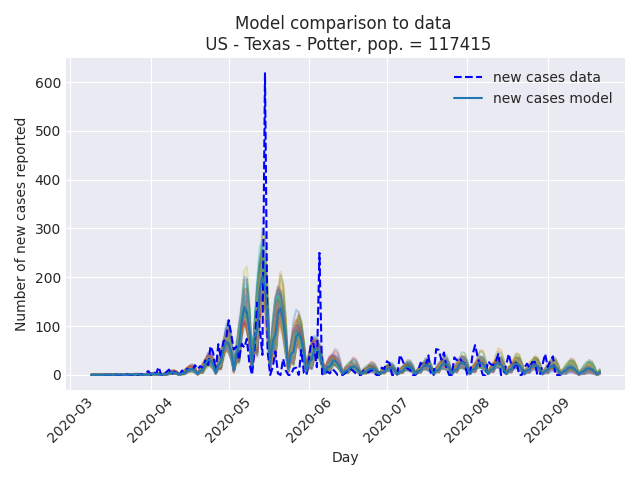 Model comparison to data
US - Texas - Potter, pop. = 117415
new cases data
new cases model
Number of new cases reported
600
500
400
300
200
100
0
2020-03
2020-04
2020-05
2020-06
2020-07
2020-08
2020-09
Day